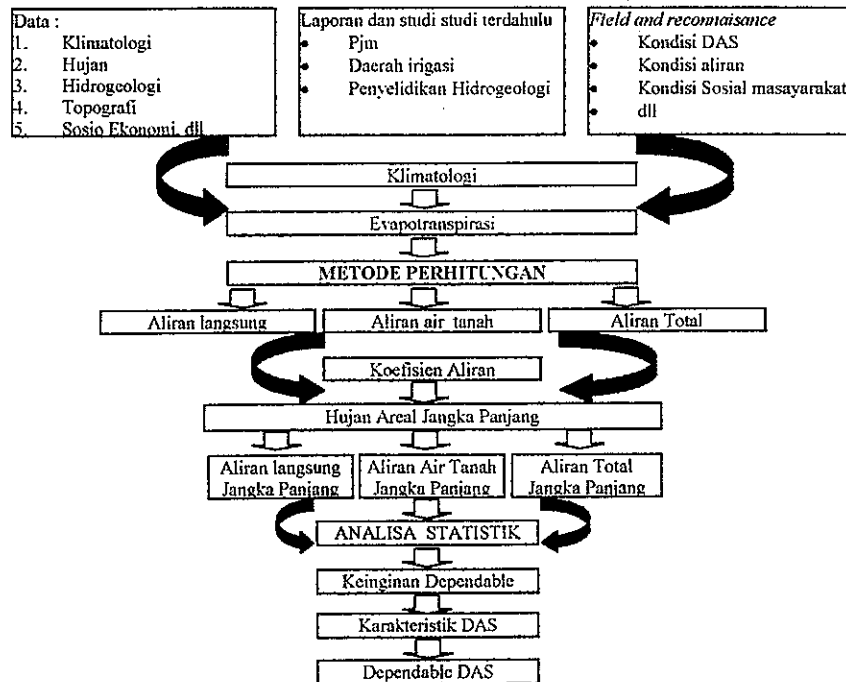 Data :
1. Klimatologi
2. Hujan
3. Hidrogeologi
4. Topografi
5. Sosio Ekonomi, dll
Laporan dan studi studi terdahulu
• Pjm
• Daerah irigasi
• Penyelidikan Hidrogeologi
Field and reconnaisance
• Kondisi DAS
• Kondisi aliran
• Kondisi Sosial masayarakat
• dll
Klimatologi
Evapotranspirasi
METODE PERHITUNGAN
Aliran langsung
Aliran air tanah
Aliran Total
Koefisien Aliran
Hujan Areal Jangka Panjang
Aliran langsung
Jangka Panjang
Aliran Air Tanah
Jangka Panjang
Aliran Total
Jangka Panjang
ANALISA STATISTIK
Keinginan Dependable
Karakteristik DAS
Dependable DAS